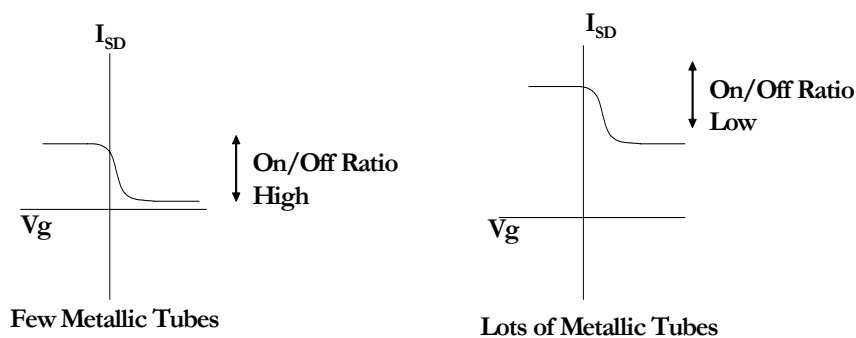 I_SD
On/Off Ratio
High
Vg
Few Metallic Tubes
I_SD
On/Off Ratio
Low
Vg
Lots of Metallic Tubes